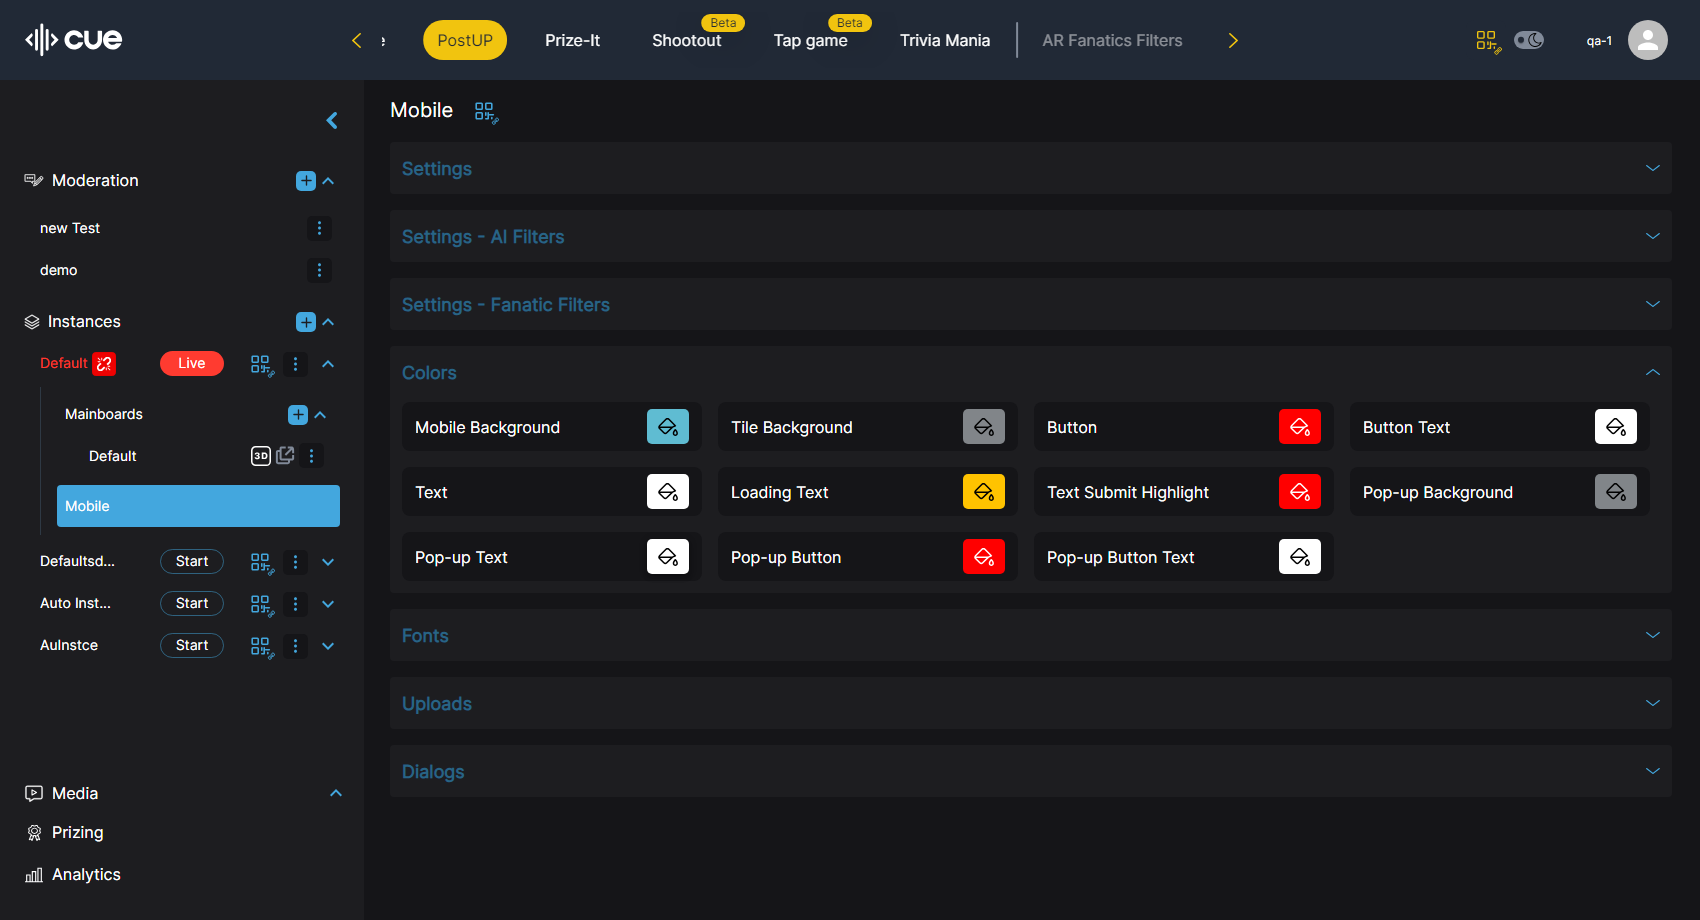 cue
PostUP
Prize-It
Shootout
Beta
Tap game
Beta
Trivia Mania
AR Fanatics Filters
qa-1
Moderation
new Test
demo
Instances
Default
Live
Mainboards
Default
3D
Mobile
Defaultsd...
Start
Auto Inst...
Start
AuInstce
Start
Media
Prizing
Analytics
Mobile
Settings
Settings - AI Filters
Settings - Fanatic Filters
Colors
Mobile Background
Tile Background
Button
Button Text
Text
Loading Text
Text Submit Highlight
Pop-up Background
Pop-up Text
Pop-up Button
Pop-up Button Text
Fonts
Uploads
Dialogs